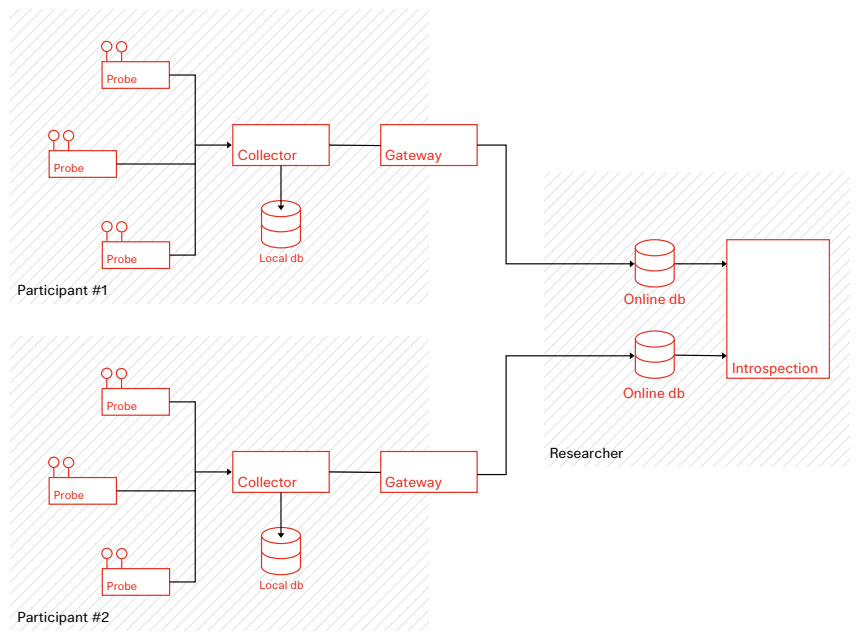 Probe
Probe
Collector
Gateway
Probe
Local db
Participant #1
Online db
Introspection
Online db
Researcher
Probe
Probe
Collector
Gateway
Probe
Local db
Participant #2